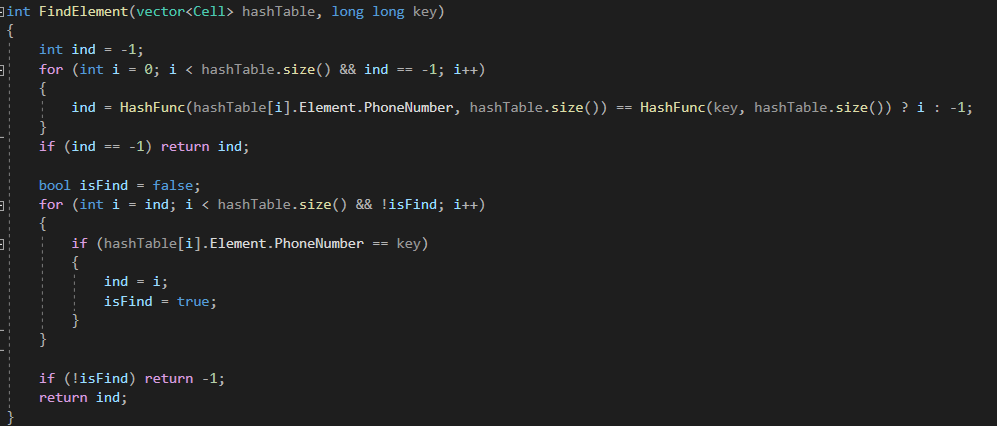 int FindElement(vector<Cell> hashTable, long long key)
{
int ind = -1;
for (int i = 0; i < hashTable.size() && ind == -1; i++)
{
ind = HashFunc(hashTable[i].Element.PhoneNumber, hashTable.size()) == HashFunc(key, hashTable.size()) ? i : -1;
}
if (ind == -1) return ind;
bool isFind = false;
for (int i = ind; i < hashTable.size() && !isFind; i++)
{
if (hashTable[i].Element.PhoneNumber == key)
{
ind = i;
isFind = true;
}
}
if (!isFind) return -1;
return ind;
}